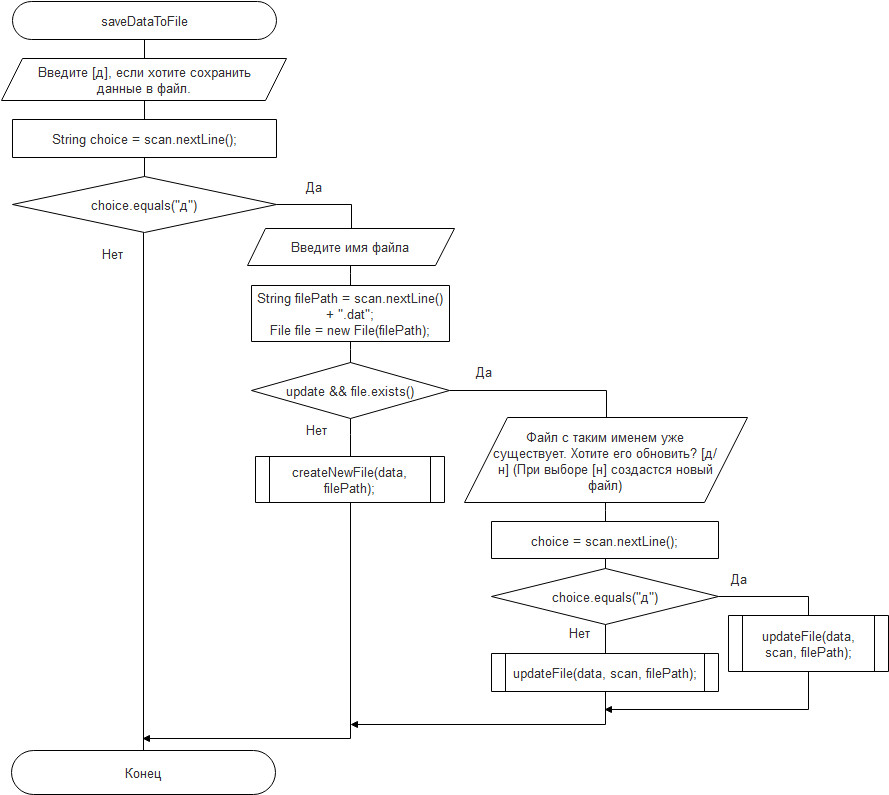 saveDataToFile
Введите [д], если хотите сохранить
данные в файл.
String choice = scan.nextLine();
choice.equals("д")
Да
Нет
Введите имя файла
String filePath = scan.nextLine()
+ ".dat";
File file = new File(filePath);
update && file.exists()
Да
Нет
createNewFile(data,
filePath);
Файл с таким именем уже
существует. Хотите его обновить? [д/
н] (При выборе [н] создастся новый
файл)
choice = scan.nextLine();
choice.equals("д")
Да
Нет
updateFile(data,
scan, filePath);
updateFile(data, scan, filePath);
Конец